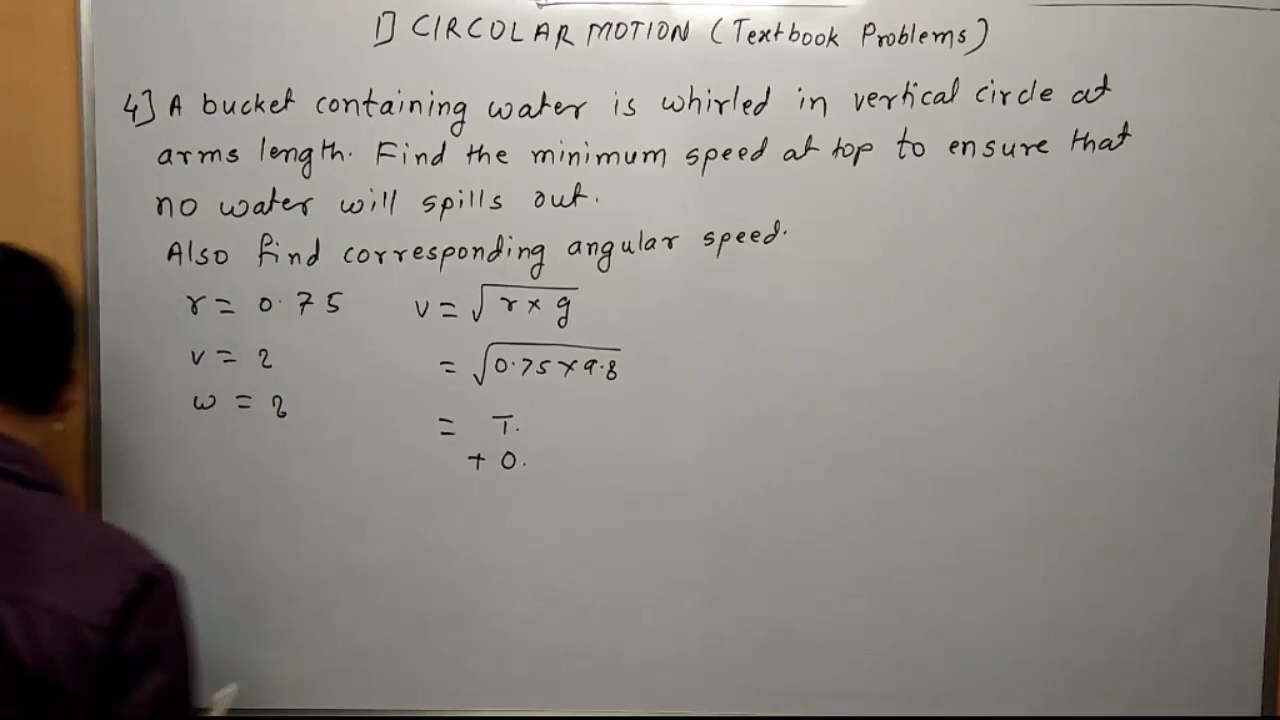 1] CIRCOLAR MOTION (Textbook Problems)
4] A bucket containing water is whirled in vertical circle at
arms length. Find the minimum speed at top to ensure that
no water will spills out.
Also find corresponding angular speed.
r = 0.75
v = ?
ω = ?
v = √r × g
= √0.75 × 9.8
= T.
+ 0.